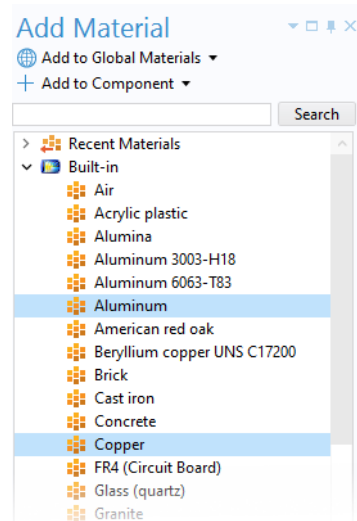 Add Material
Add to Global Materials
Add to Component
Search
Recent Materials
Built-in
Air
Acrylic plastic
Alumina
Aluminum 3003-H18
Aluminum 6063-T83
Aluminum
American red oak
Beryllium copper UNS C17200
Brick
Cast iron
Concrete
Copper
FR4 (Circuit Board)
Glass (quartz)
Granite